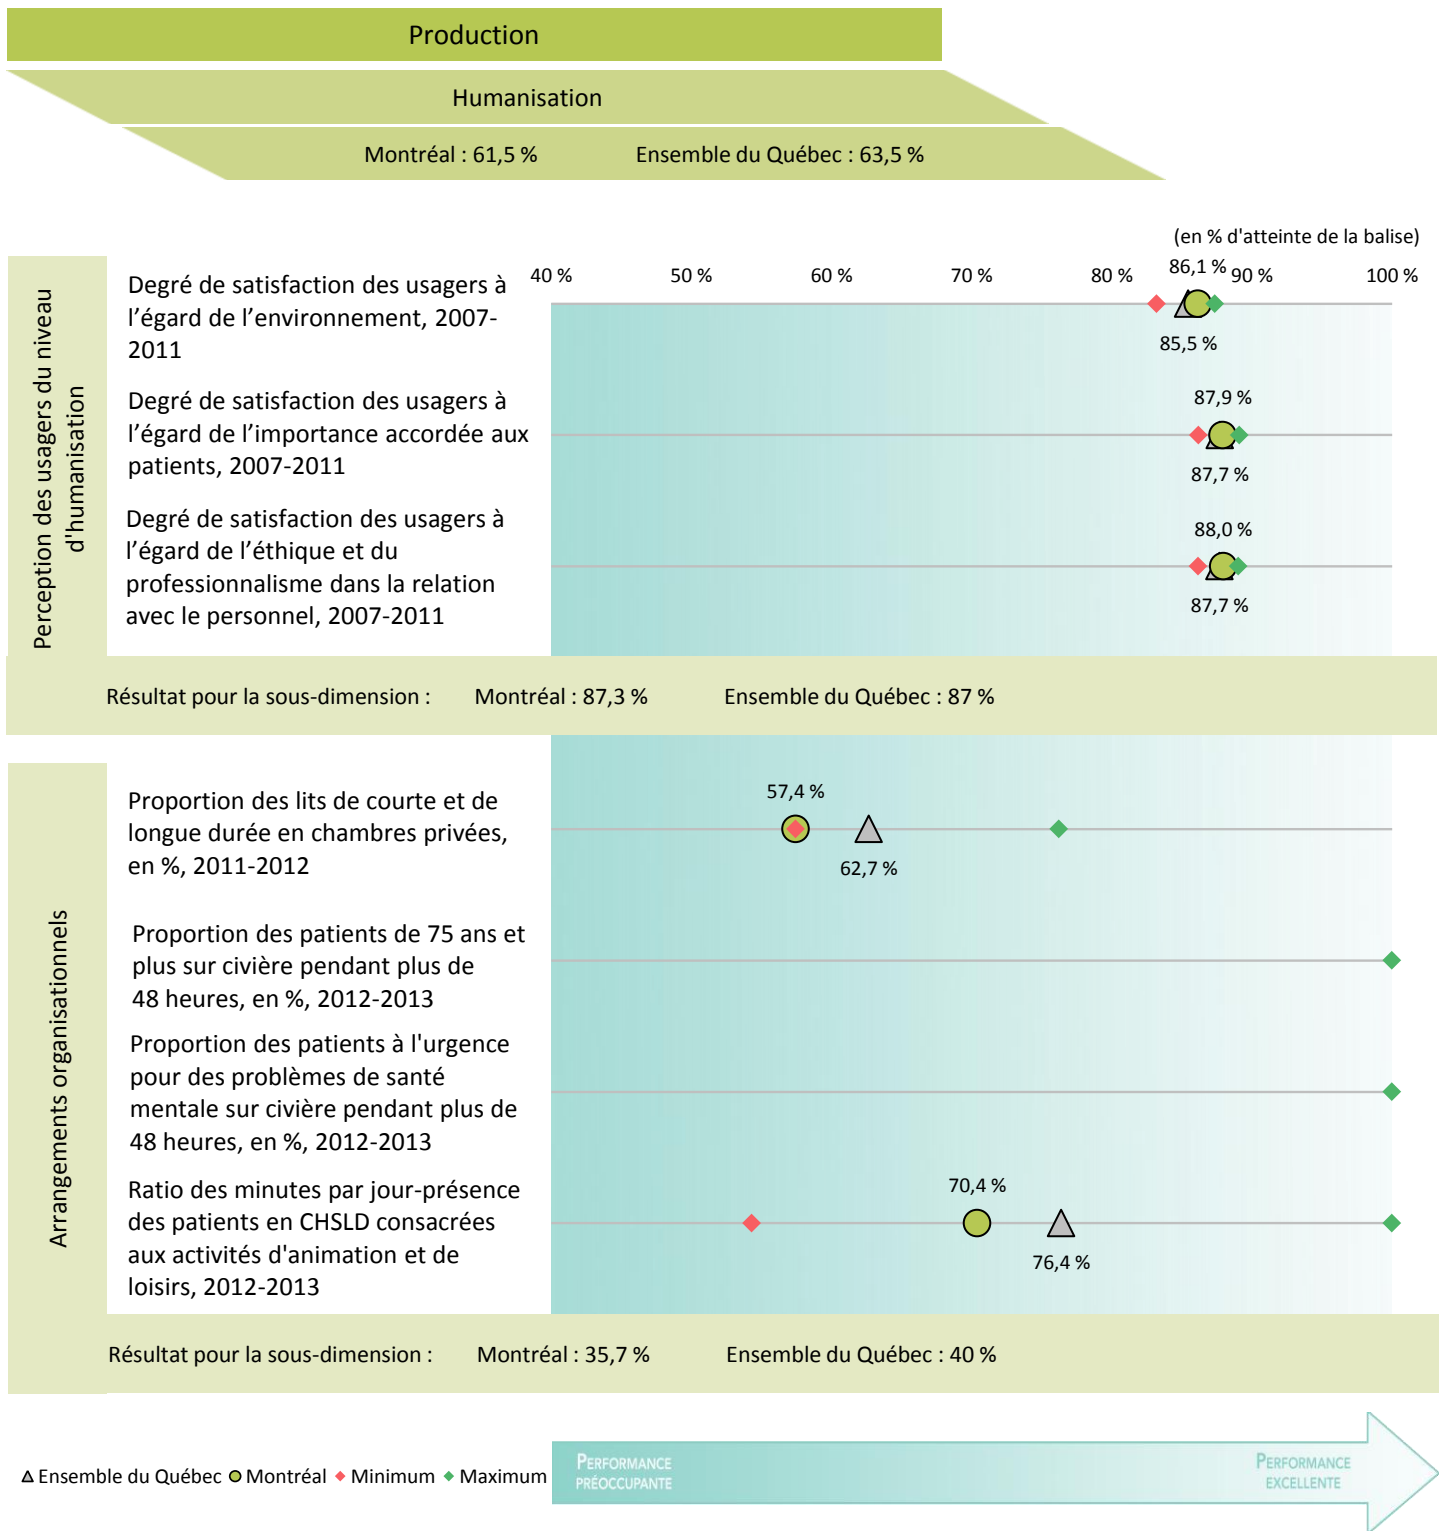 Production
Humanisation
Montréal : 61,5 % Ensemble du Québec : 63,5 %
(en % d'atteinte de la balise)
40 % 50 % 60 % 70 % 80 % 90 % 100 %
Perception des usagers du niveau
d'humanisation
Degré de satisfaction des usagers à
l’égard de l’environnement, 2007-
2011
86,1 %
85,5 %
Degré de satisfaction des usagers à
l’égard de l’importance accordée aux
patients, 2007-2011
87,9 %
87,7 %
Degré de satisfaction des usagers à
l’égard de l’éthique et du
professionnalisme dans la relation
avec le personnel, 2007-2011
88,0 %
87,7 %
Résultat pour la sous-dimension : Montréal : 87,3 % Ensemble du Québec : 87 %
Arrangements organisationnels
Proportion des lits de courte et de
longue durée en chambres privées,
en %, 2011-2012
57,4 %
62,7 %
Proportion des patients de 75 ans et
plus sur civière pendant plus de
48 heures, en %, 2012-2013
Proportion des patients à l'urgence
pour des problèmes de santé
mentale sur civière pendant plus de
48 heures, en %, 2012-2013
Ratio des minutes par jour-présence
des patients en CHSLD consacrées
aux activités d'animation et de
loisirs, 2012-2013
70,4 %
76,4 %
Résultat pour la sous-dimension : Montréal : 35,7 % Ensemble du Québec : 40 %
Ensemble du Québec Montréal Minimum Maximum
PERFORMANCE
PRÉOCCUPANTE
PERFORMANCE
EXCELLENTE